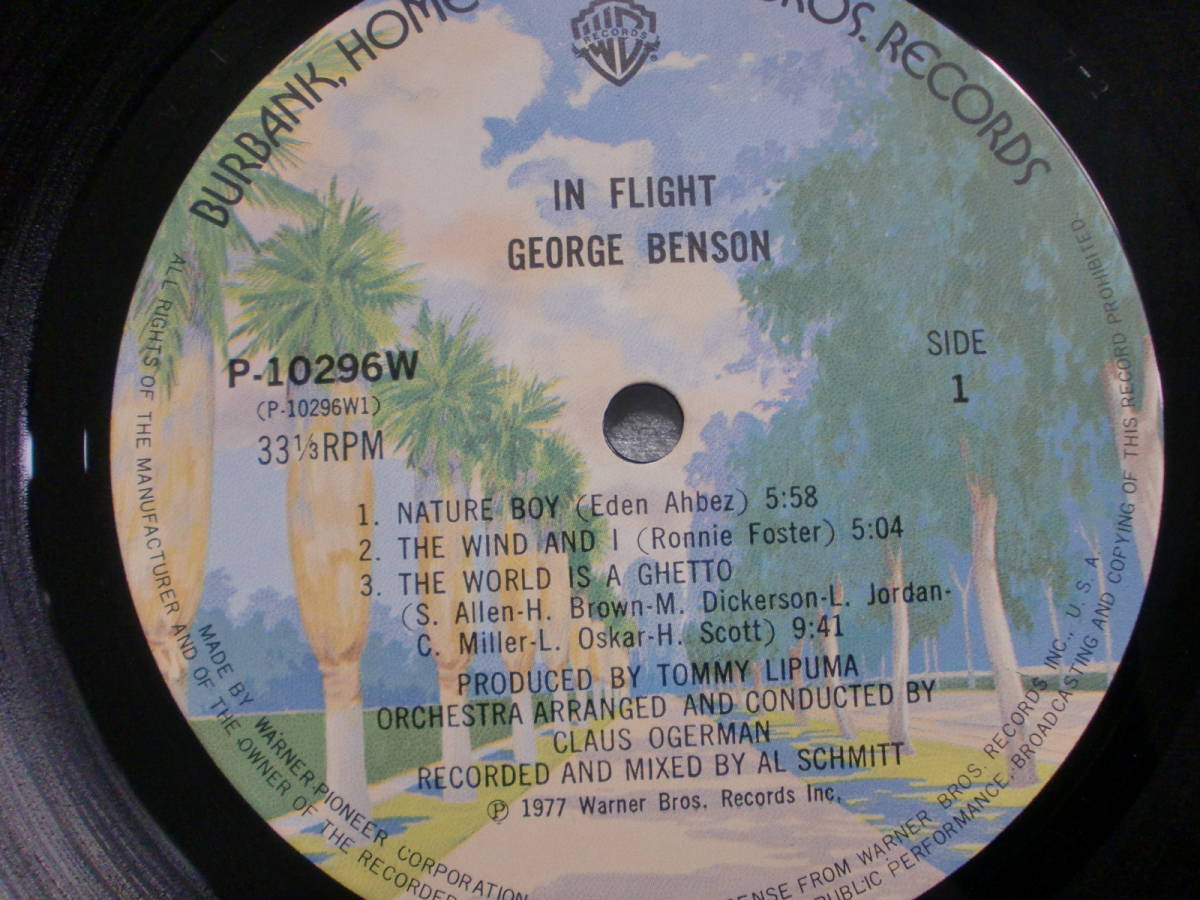 BURBANK, HOME
BROS. RECORDS
WB
RECORDS
®
IN FLIGHT
GEORGE BENSON
P-10296W
(P-10296W1)
33⅓RPM
SIDE
1
1. NATURE BOY (Eden Ahbez) 5:58
2. THE WIND AND I (Ronnie Foster) 5:04
3. THE WORLD IS A GHETTO
(S. Allen-H. Brown-M. Dickerson-L. Jordan-
C. Miller-L. Oskar-H. Scott) 9:41
PRODUCED BY TOMMY LIPUMA
ORCHESTRA ARRANGED AND CONDUCTED BY
CLAUS OGERMAN
RECORDED AND MIXED BY AL SCHMITT
℗ 1977 Warner Bros. Records Inc.
ALL RIGHTS OF THE MANUFACTURER AND OF THE OWNER OF THE RECORDED
PUBLIC PERFORMANCE, BROADCASTING AND COPYING OF THIS RECORD PROHIBITED
MADE BY WARNER-PIONEER CORPORATION
FROM WARNER BROS. RECORDS INC., U. S. A.